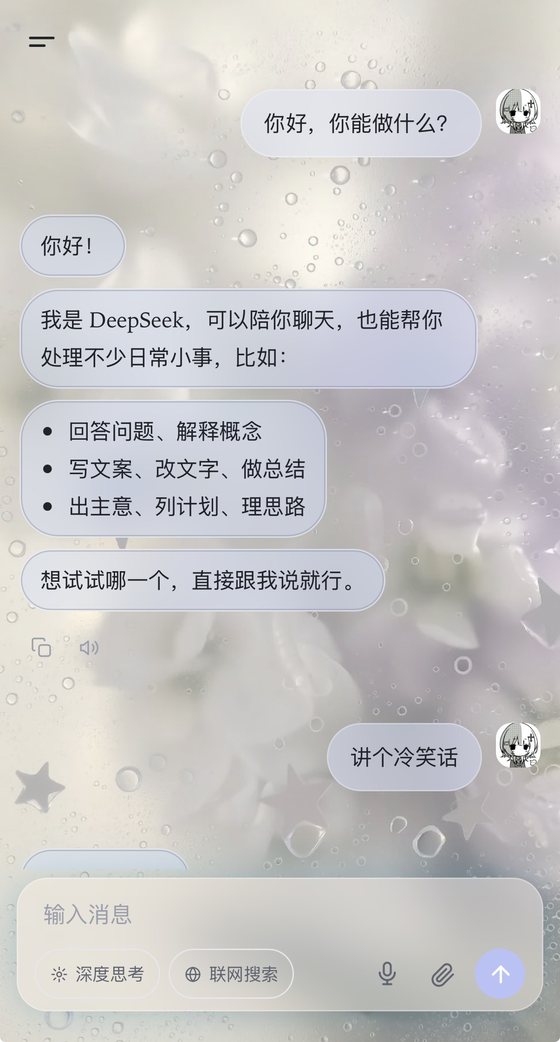 你好，你能做什么？
你好！
我是 DeepSeek，可以陪你聊天，也能帮你
处理不少日常小事，比如：
• 回答问题、解释概念
• 写文案、改文字、做总结
• 出主意、列计划、理思路
想试试哪一个，直接跟我说就行。
讲个冷笑话
输入消息
深度思考
联网搜索